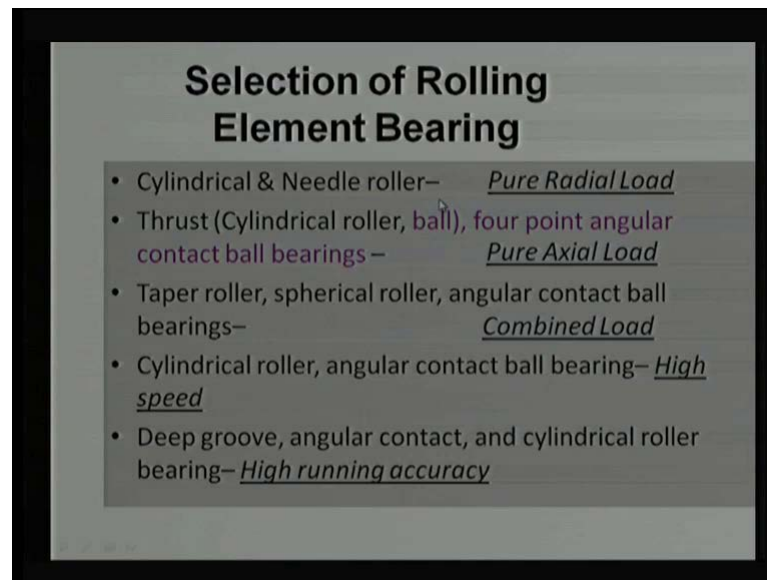 Selection of Rolling
Element Bearing
• Cylindrical & Needle roller– Pure Radial Load
• Thrust (Cylindrical roller, ball), four point angular
contact ball bearings – Pure Axial Load
• Taper roller, spherical roller, angular contact ball
bearings– Combined Load
• Cylindrical roller, angular contact ball bearing– High
speed
• Deep groove, angular contact, and cylindrical roller
bearing– High running accuracy